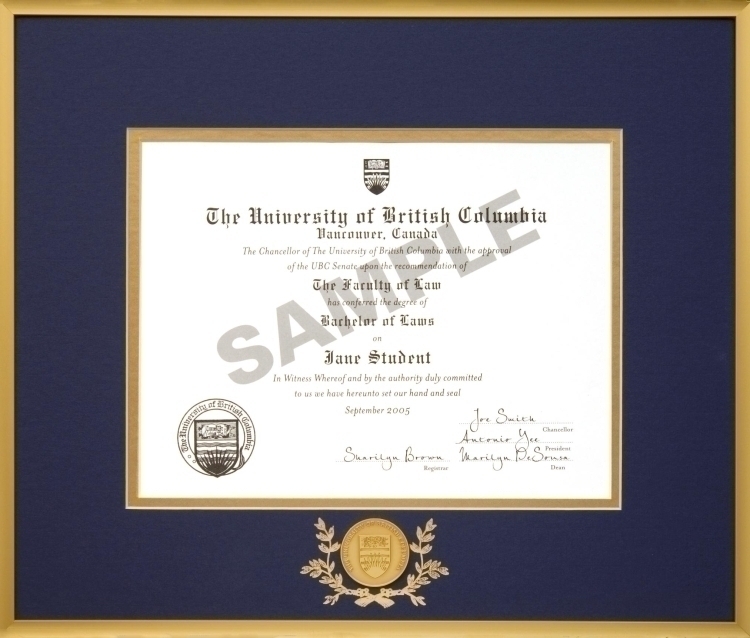 The University of British Columbia
Vancouver, Canada
The Chancellor of The University of British Columbia with the approval
of the UBC Senate upon the recommendation of
The Faculty of Law
has conferred the degree of
Bachelor of Laws
on
Jane Student
In Witness Whereof and by the authority duly committed
to us we have hereunto set our hand and seal
September 2005
SAMPLE
The University of British Columbia
Joe Smith
Chancellor
Antonio Yee
President
Sharilyn Brown
Registrar
Marilyn DeSousa
Dean